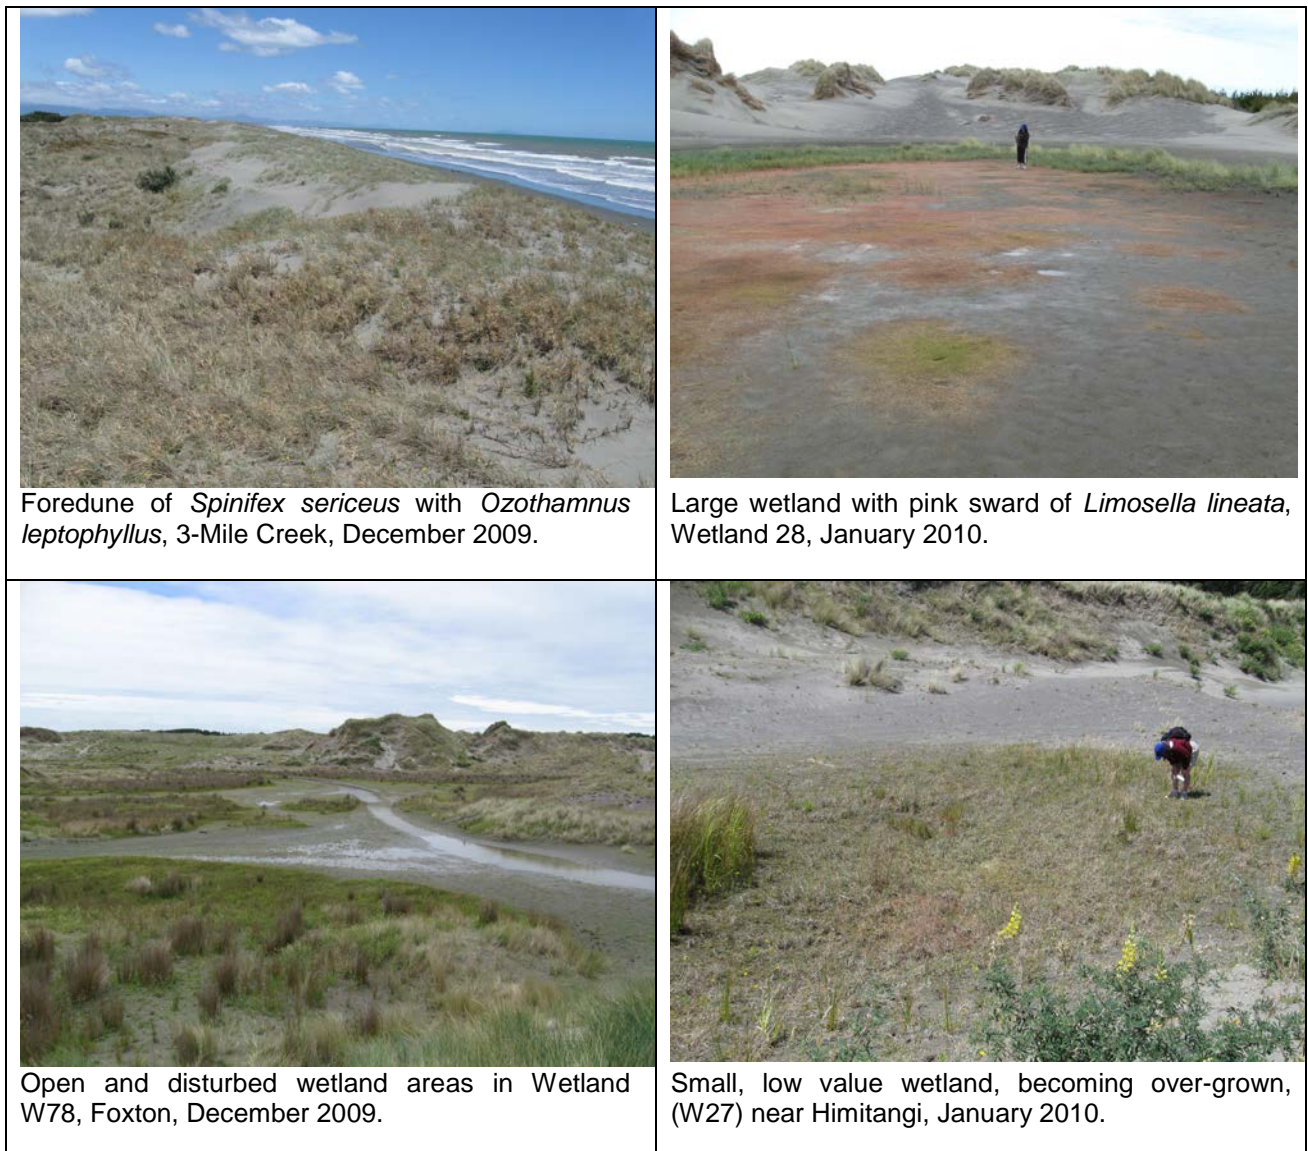 Foredune of Spinifex sericeus with Ozothamnus
leptophyllus, 3-Mile Creek, December 2009.
Large wetland with pink sward of Limosella lineata,
Wetland 28, January 2010.
Open and disturbed wetland areas in Wetland
W78, Foxton, December 2009.
Small, low value wetland, becoming over-grown,
(W27) near Himitangi, January 2010.